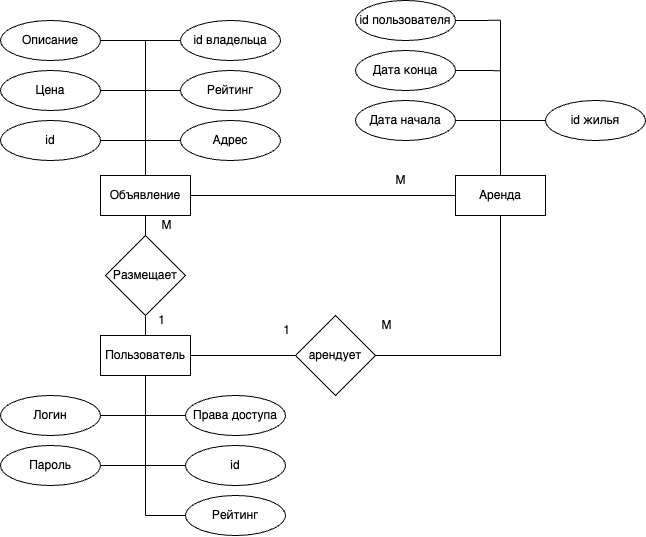 Описание
id владельца
id пользователя
Цена
Рейтинг
Дата конца
id
Адрес
Дата начала
id жилья
Объявление
М
Аренда
М
Размещает
1
Пользователь
1
М
арендует
Логин
Права доступа
Пароль
id
Рейтинг